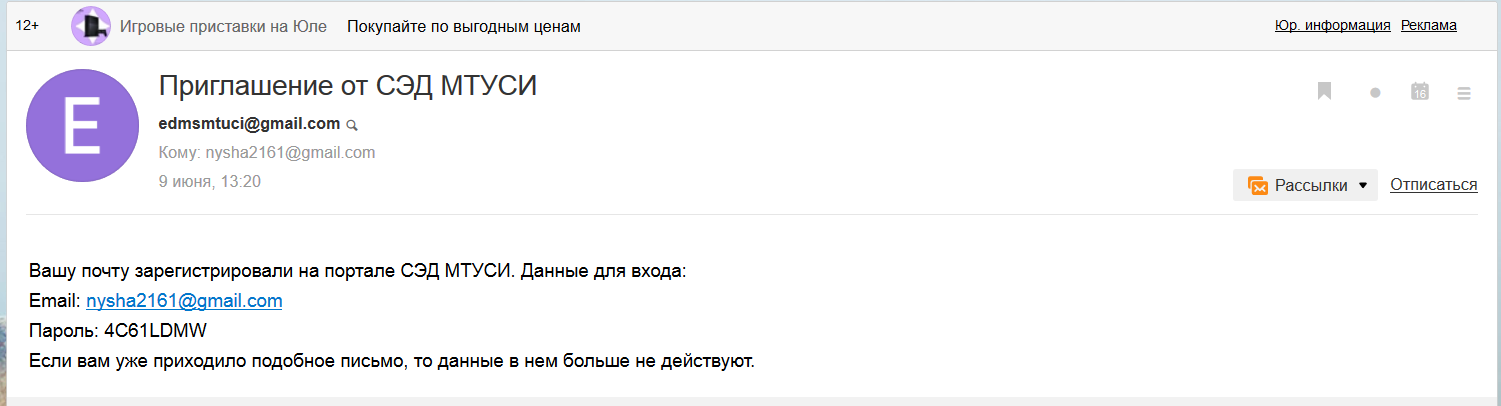 12+ Игровые приставки на Юле Покупайте по выгодным ценам Юр. информация Реклама
Приглашение от СЭД МТУСИ
E
edmsmtuci@gmail.com
Кому: nysha2161@gmail.com
16
9 июня, 13:20
Рассылки Отписаться
Вашу почту зарегистрировали на портале СЭД МТУСИ. Данные для входа:
Email: nysha2161@gmail.com
Пароль: 4C61LDMW
Если вам уже приходило подобное письмо, то данные в нем больше не действуют.